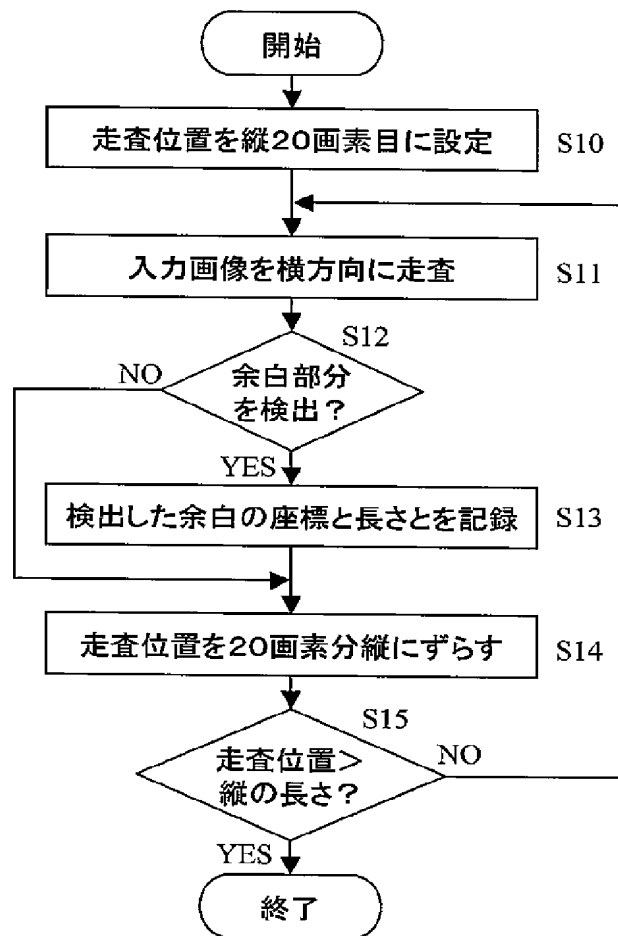 開始
走査位置を縦20画素目に設定
S10
入力画像を横方向に走査
S11
S12
NO
余白部分
を検出?
YES
検出した余白の座標と長さとを記録
S13
走査位置を20画素分縦にずらす
S14
S15
走査位置>
縦の長さ?
NO
YES
終了